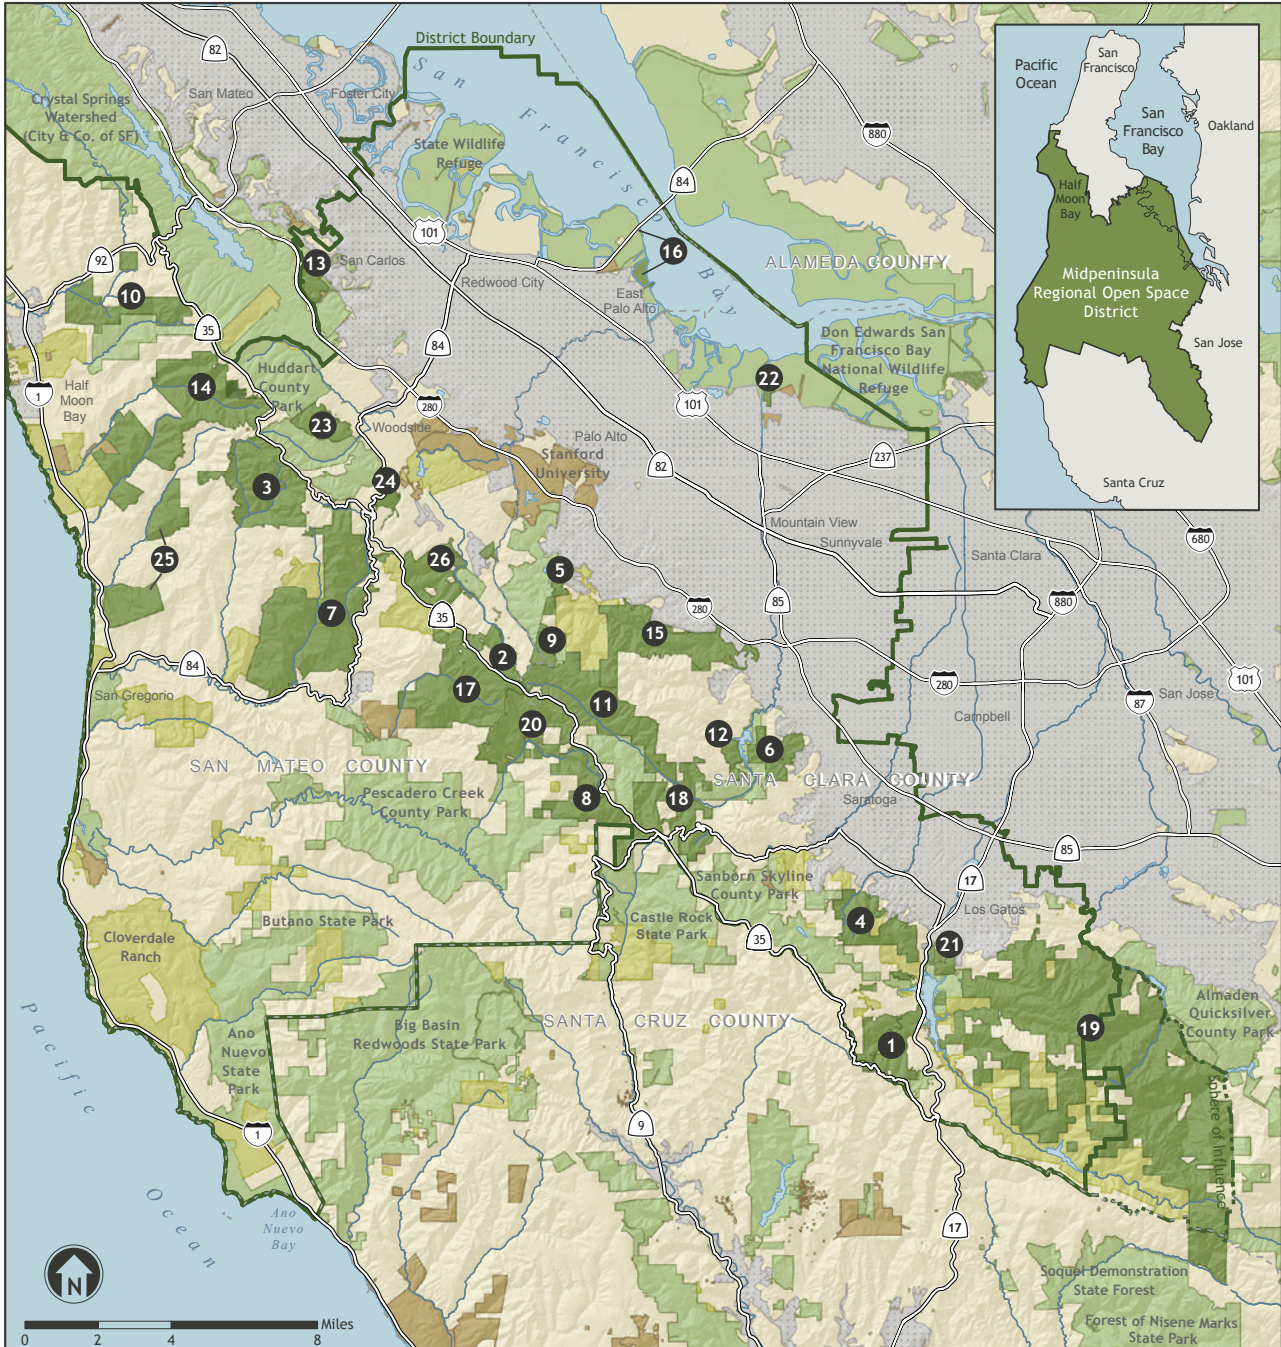 District Boundary
82
San Mateo
Foster City
Crystal Springs
Watershed
(City & Co. of SF)
State Wildlife
Refuge
San Francisco Bay
880
84
Pacific
Ocean
San
Francisco
San
Francisco
Bay
Oakland
Half
Moon
Bay
Midpeninsula
Regional Open Space
District
San Jose
Santa Cruz
101
92
13
San Carlos
16
ALAMEDA COUNTY
10
Redwood City
East
Palo Alto
35
84
Don Edwards San
Francisco Bay
National Wildlife
Refuge
1
Half
Moon
Bay
14
Huddart
County
Park
22
280
101
23
Woodside
Palo Alto
Stanford
University
82
237
3
24
Mountain View
Sunnyvale
Santa Clara
680
25
26
5
7
35
280
85
880
9
15
2
84
San Gregorio
17
11
280
101
San Jose
87
Campbell
20
12
6
SAN MATEO COUNTY
SANTA CLARA COUNTY
Pescadero Creek
County Park
8
18
Saratoga
85
Sanborn Skyline
County Park
17
Los Gatos
Butano State Park
Castle Rock
State Park
4
Cloverdale
Ranch
35
21
Almaden
Quicksilver
County Park
Ano
Nuevo
State
Park
Big Basin
Redwoods State Park
SANTA CRUZ COUNTY
1
19
Sphere of Influence
Pacific
Ocean
1
9
Ano
Nuevo
Bay
17
Soquel Demonstration
State Forest
Forest of Nisene Marks
State Park
N
Miles
0 2 4 8